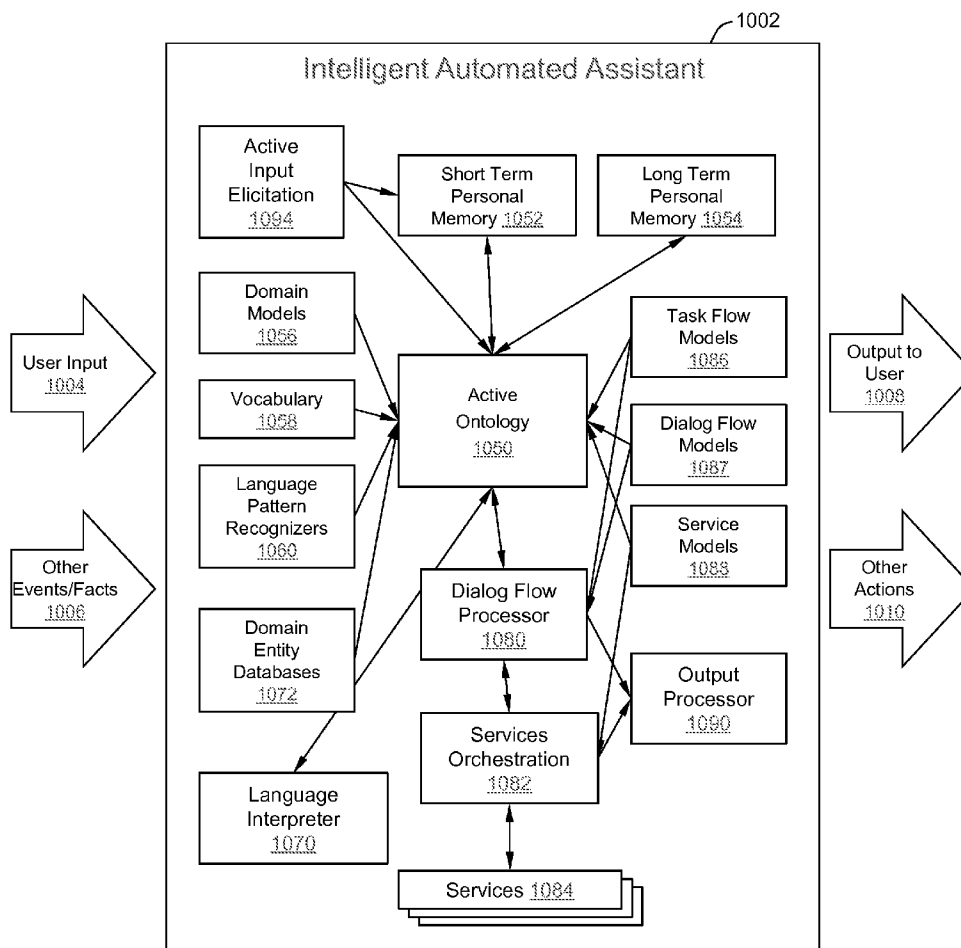 1002
Intelligent Automated Assistant
Active
Input
Elicitation
1094
Short Term
Personal
Memory 1052
Long Term
Personal
Memory 1054
Domain
Models
1056
Vocabulary
1058
Language
Pattern
Recognizers
1060
Domain
Entity
Databases
1072
Language
Interpreter
1070
User Input
1004
Other
Events/Facts
1006
Active
Ontology
1050
Dialog Flow
Processor
1080
Services
Orchestration
1082
Services 1084
Task Flow
Models
1086
Dialog Flow
Models
1087
Service
Models
1088
Output
Processor
1090
Output to
User
1008
Other
Actions
1010